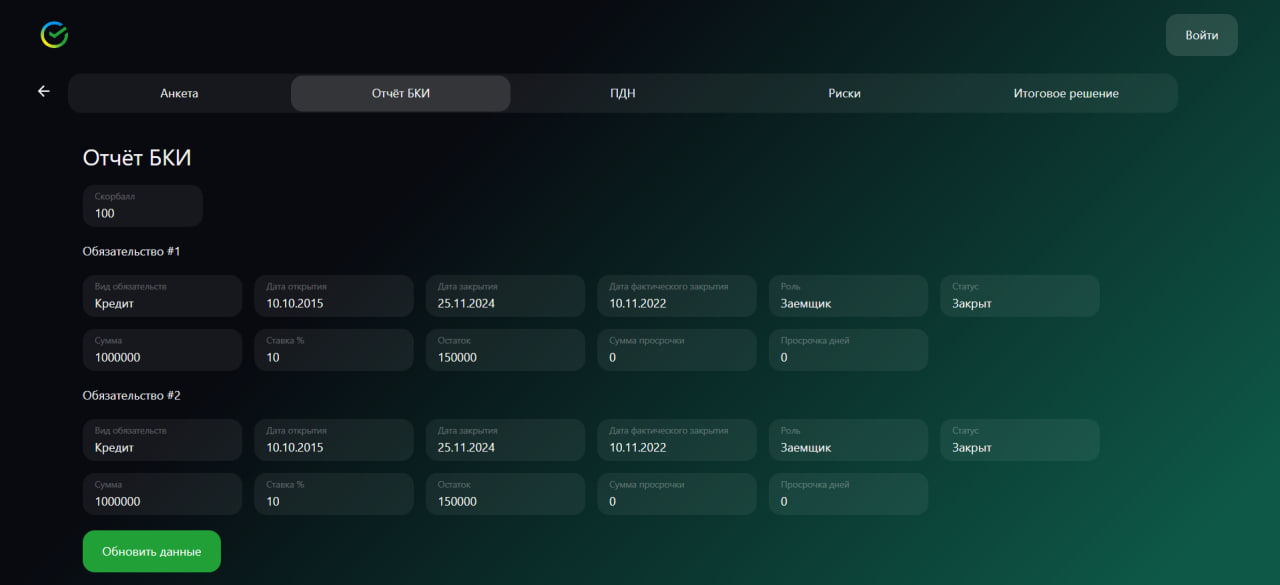 Войти
Анкета Отчёт БКИ ПДН Риски Итоговое решение
Отчёт БКИ
Скорбалл
100
Обязательство #1
Вид обязательств Дата открытия Дата закрытия Дата фактического закрытия Роль Статус
Кредит 10.10.2015 25.11.2024 10.11.2022 Заемщик Закрыт
Сумма Ставка % Остаток Сумма просрочки Просрочка дней
1000000 10 150000 0 0
Обязательство #2
Вид обязательств Дата открытия Дата закрытия Дата фактического закрытия Роль Статус
Кредит 10.10.2015 25.11.2024 10.11.2022 Заемщик Закрыт
Сумма Ставка % Остаток Сумма просрочки Просрочка дней
1000000 10 150000 0 0
Обновить данные